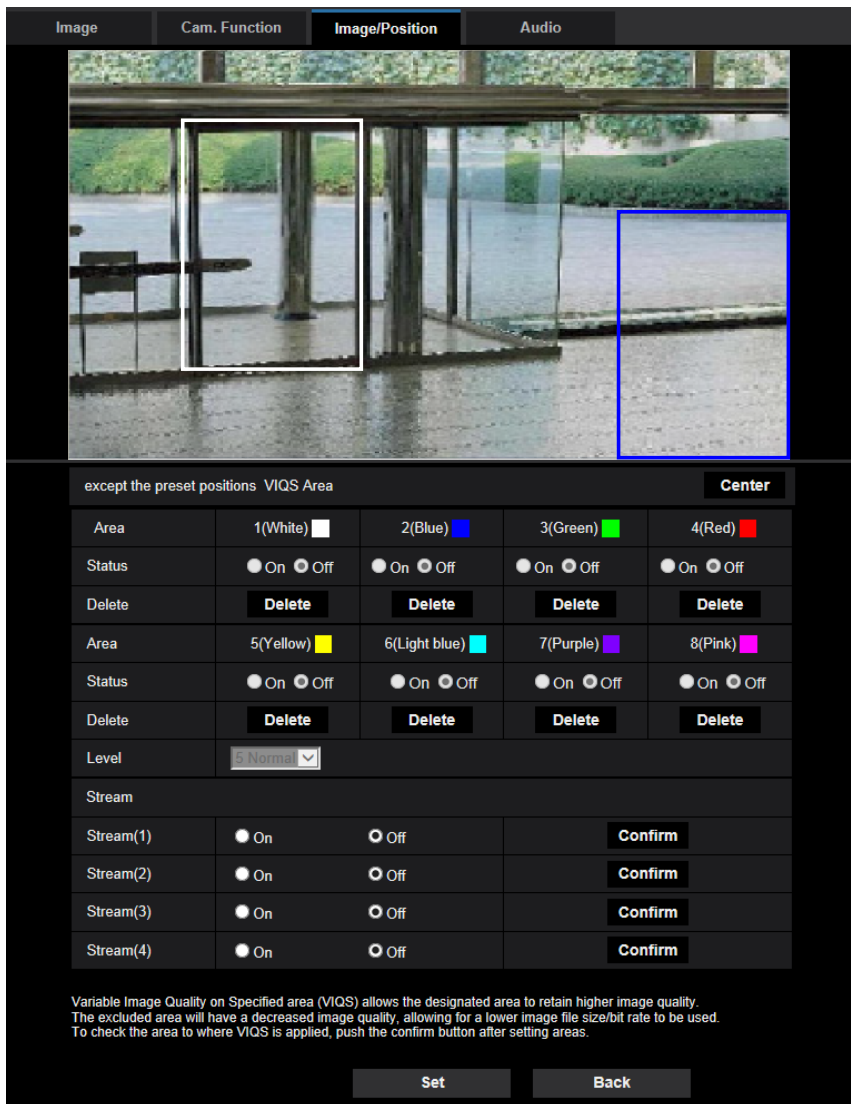 Image Cam. Function Image/Position Audio
except the preset positions VIQS Area Center
Area 1(White) 2(Blue) 3(Green) 4(Red)
Status On Off On Off On Off On Off
Delete Delete Delete Delete Delete
Area 5(Yellow) 6(Light blue) 7(Purple) 8(Pink)
Status On Off On Off On Off On Off
Delete Delete Delete Delete Delete
Level 5 Normal
Stream
Stream(1) On Off Confirm
Stream(2) On Off Confirm
Stream(3) On Off Confirm
Stream(4) On Off Confirm
Variable Image Quality on Specified area (VIQS) allows the designated area to retain higher image quality.
The excluded area will have a decreased image quality, allowing for a lower image file size/bit rate to be used.
To check the area to where VIQS is applied, push the confirm button after setting areas.
Set Back